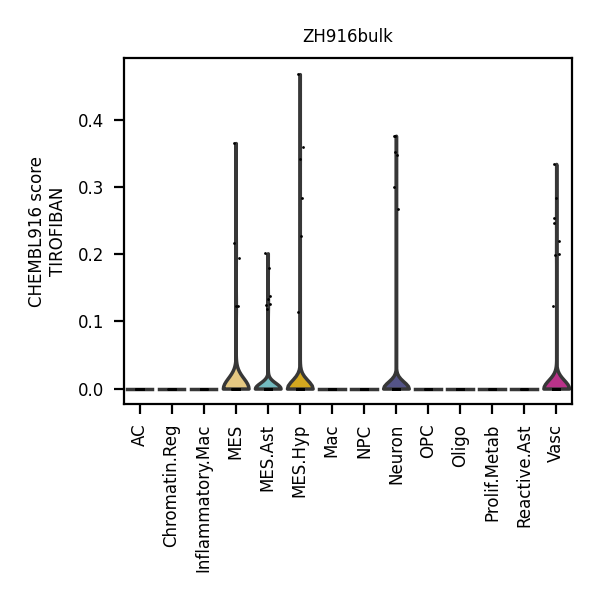 ZH916bulk
CHEMBL916 score
TIROFIBAN
0.4
0.3
0.2
0.1
0.0
AC
Chromatin.Reg
Inflammatory.Mac
MES
MES.Ast
MES.Hyp
Mac
NPC
Neuron
OPC
Oligo
Prolif.Metab
Reactive.Ast
Vasc